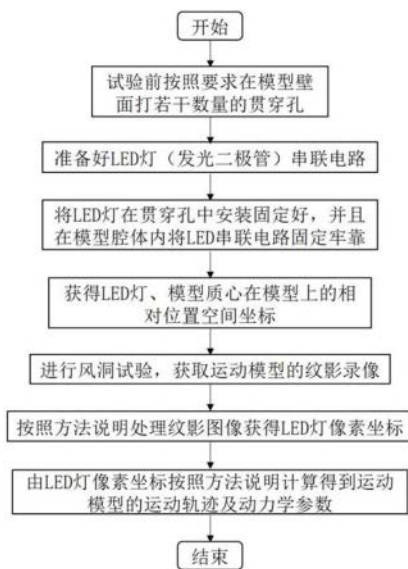 开始
试验前按照要求在模型壁
面打若干数量的贯穿孔
准备好LED灯（发光二极管）串联电路
将LED灯在贯穿孔中安装固定好，并且
在模型腔体内将LED串联电路固定牢靠
获得LED灯、模型质心在模型上的相
对位置空间坐标
进行风洞试验，获取运动模型的纹影录像
按照方法说明处理纹影图像获得LED灯像素坐标
由LED灯像素坐标按照方法说明计算得到运动
模型的运动轨迹及动力学参数
结束